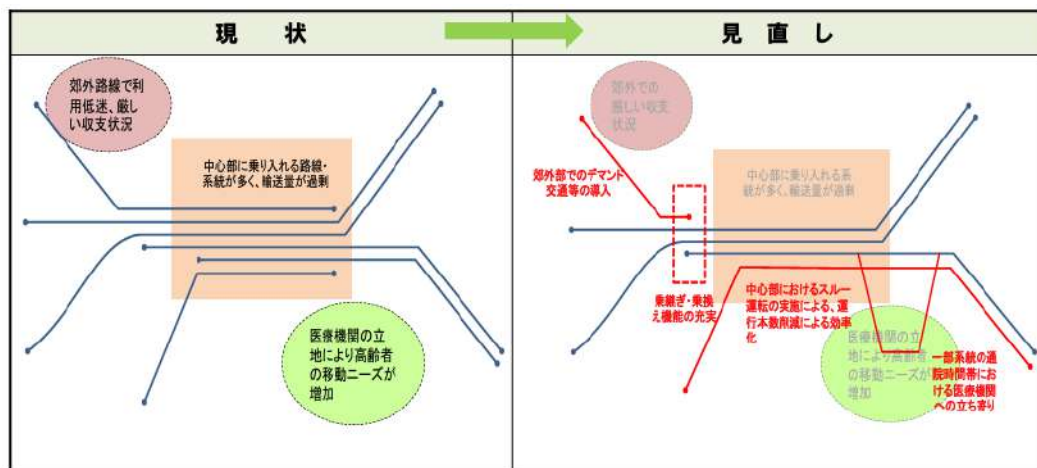 現 状
郊外路線で利
用低迷、厳し
い収支状況
中心部に乗り入れる路線・
系統が多く、輸送量が過剰
医療機関の立
地により高齢者
の移動ニーズが
増加
見 直 し
郊外での
厳しい収支
状況
郊外部でのデマンド
交通等の導入
中心部に乗り入れる系
統が多く、輸送量が過剰
乗継ぎ・乗換
え機能の充実
中心部におけるスルー
運転の実施による、運
行本数削減による効率
化
医療機関の立
地により高齢者
の移動ニーズが
増加
一部系統の通
院時間帯にお
ける医療機関
への立ち寄り